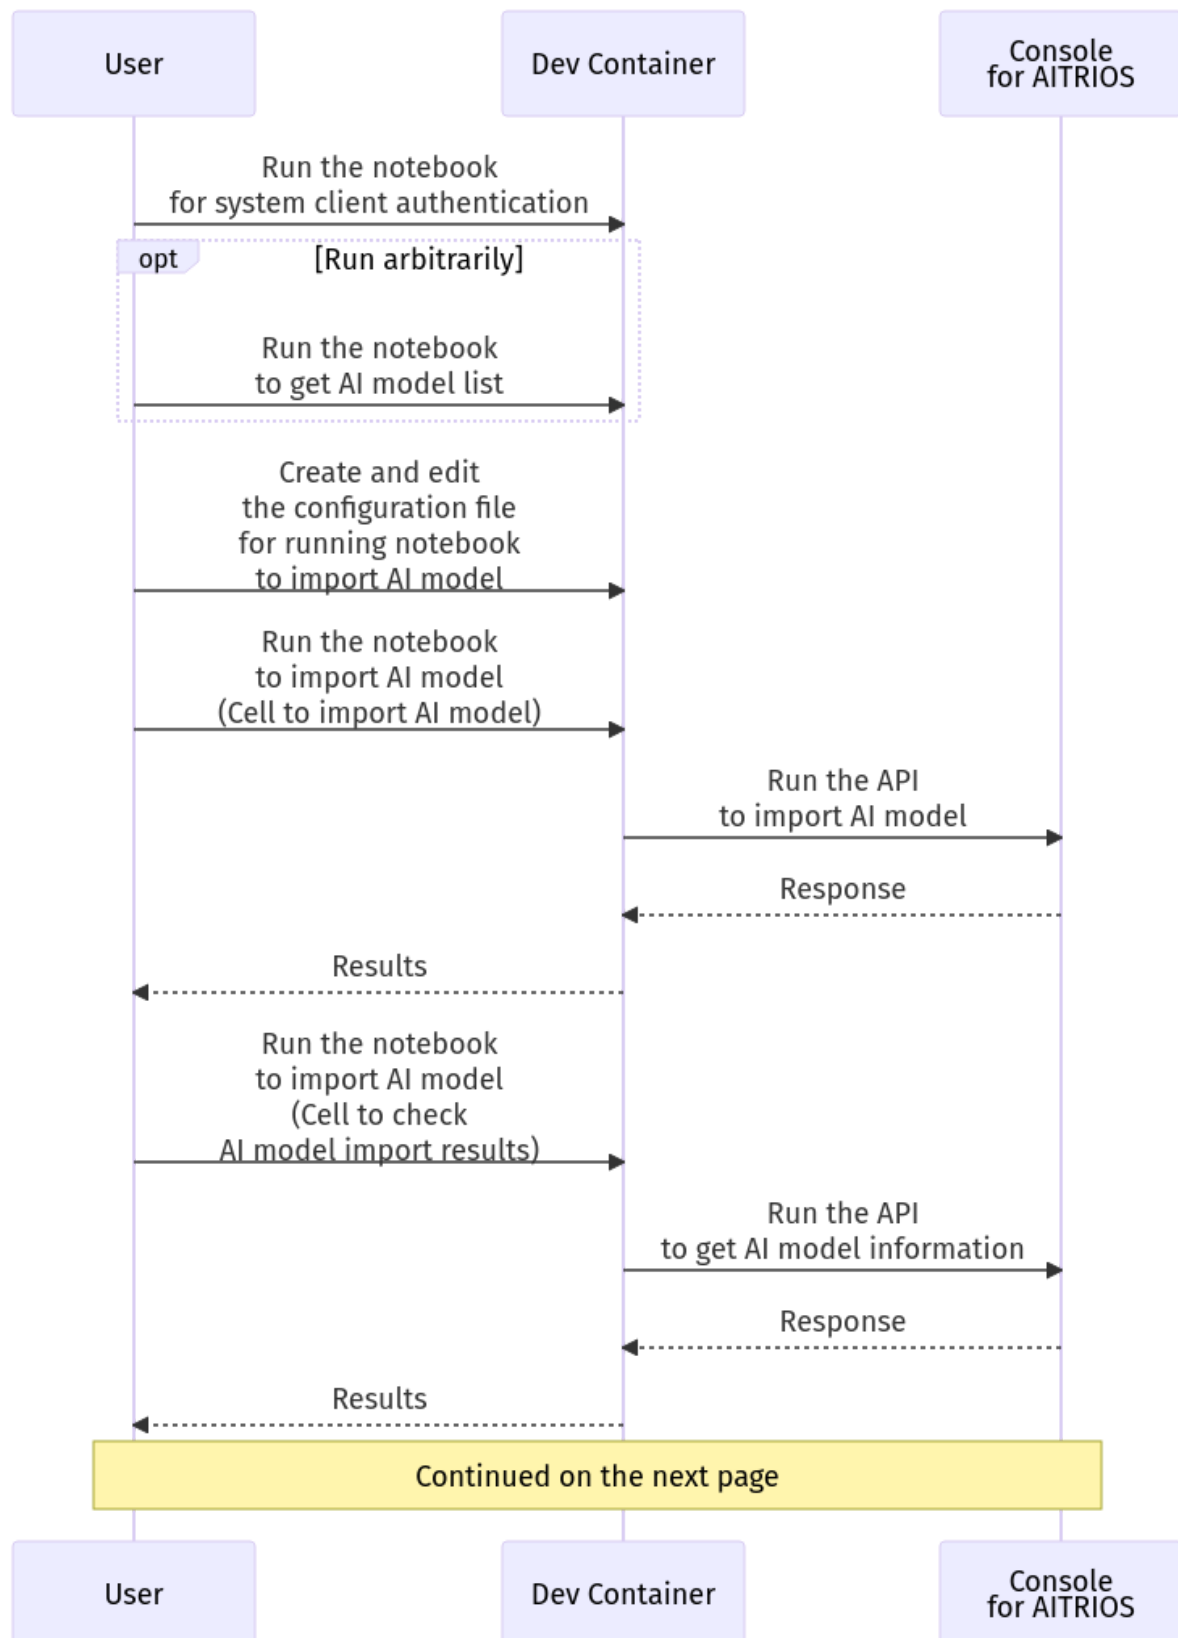 User
Dev Container
Console
for AITRIOS
Run the notebook
for system client authentication
opt
[Run arbitrarily]
Run the notebook
to get AI model list
Create and edit
the configuration file
for running notebook
to import AI model
Run the notebook
to import AI model
(Cell to import AI model)
Run the API
to import AI model
Response
Results
Run the notebook
to import AI model
(Cell to check
AI model import results)
Run the API
to get AI model information
Response
Results
Continued on the next page
User
Dev Container
Console
for AITRIOS